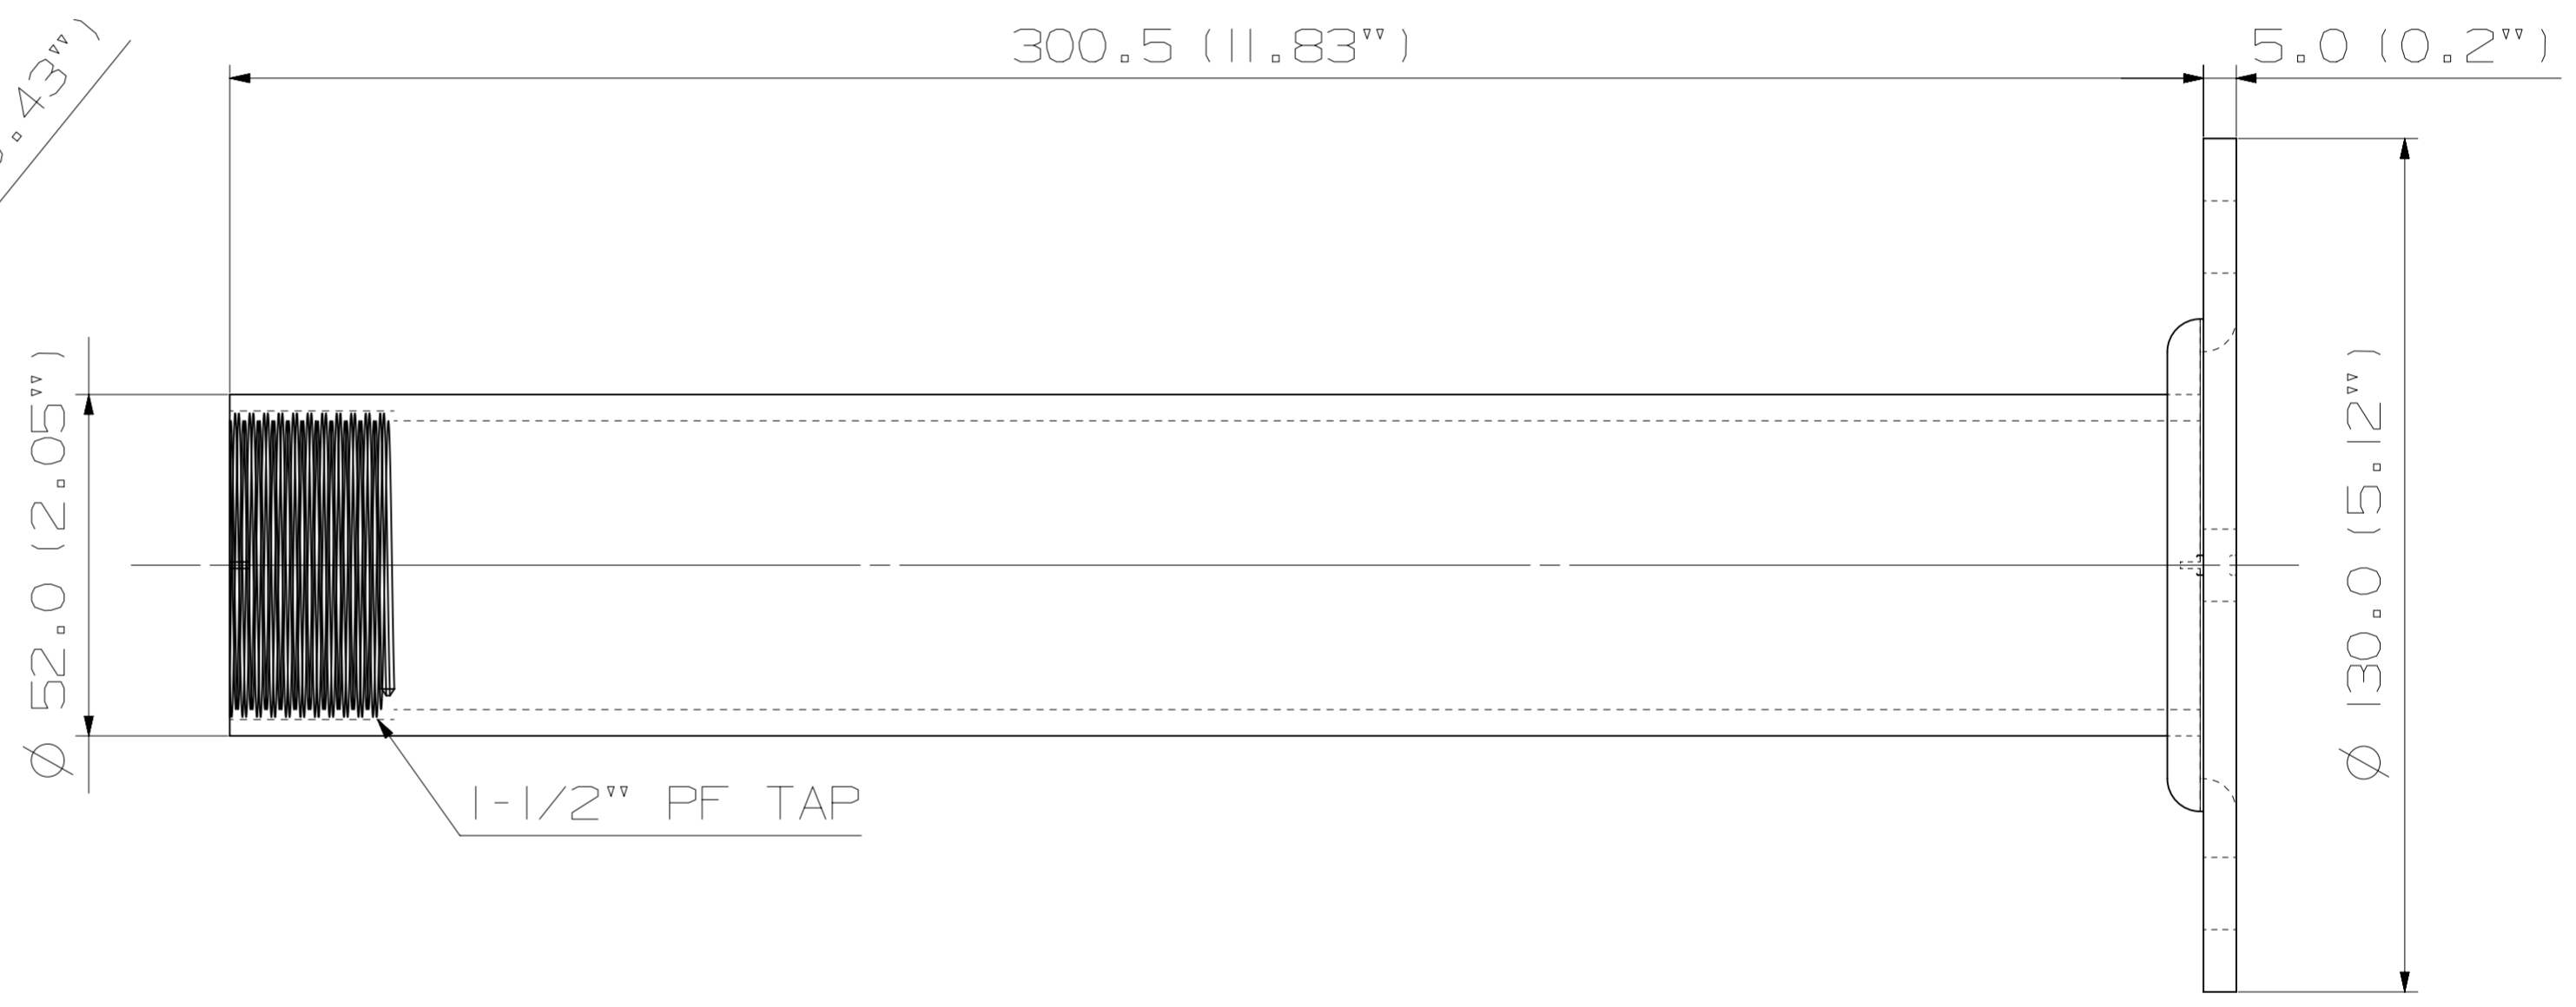 .43")
300.5 (11.83")
5.0 (0.2")
Ø 52.0 (2.05")
Ø 130.0 (5.12")
1-1/2" PF TAP